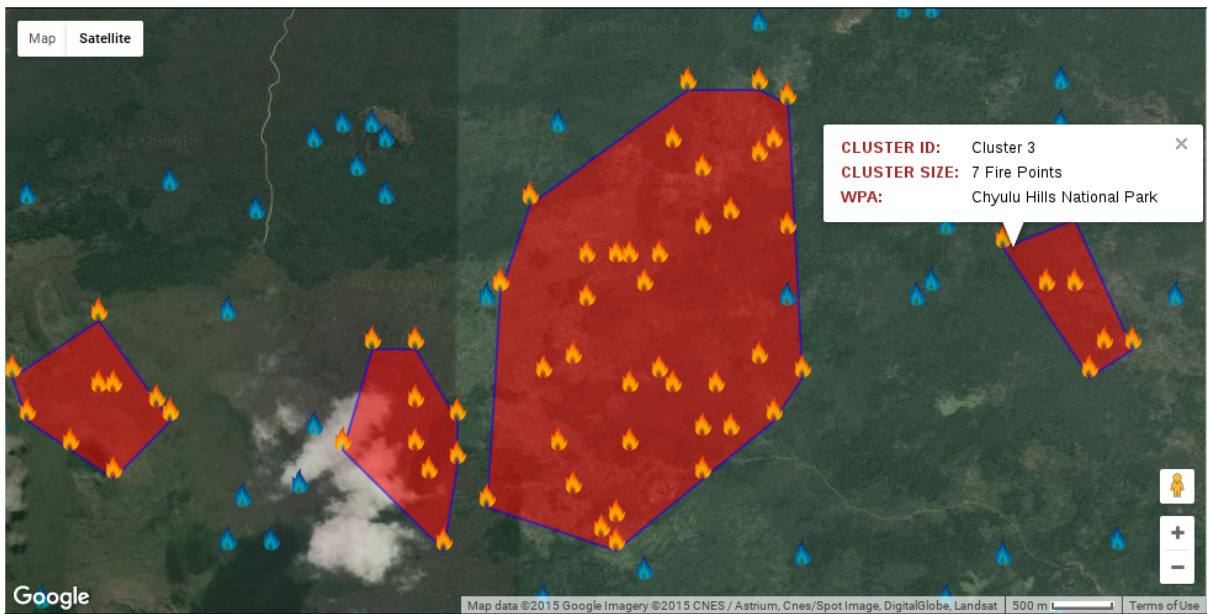 Map Satellite
CLUSTER ID: Cluster 3
CLUSTER SIZE: 7 Fire Points
WPA: Chyulu Hills National Park
Google
Map data ©2015 Google Imagery ©2015 CNES / Astrium, Cnes/Spot Image, DigitalGlobe, Landsat 500 m Terms of Use